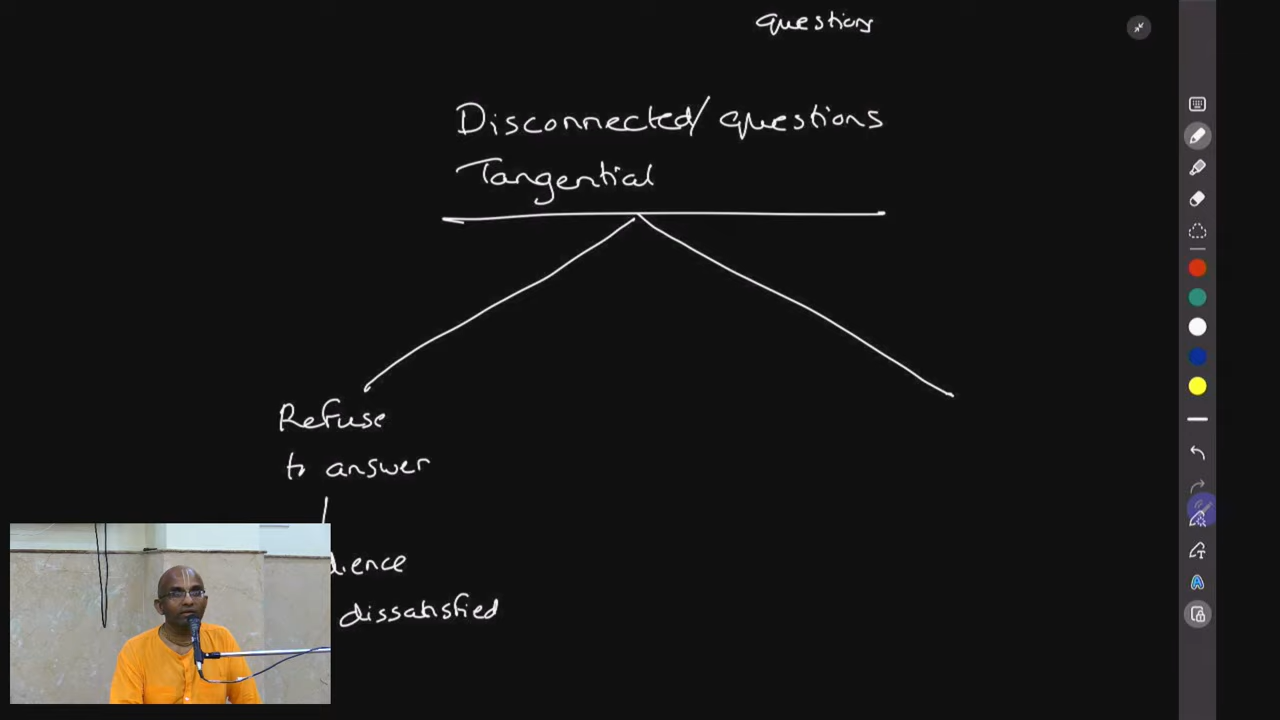 questions
Disconnected/ questions
Tangential
Refuse
to answer
dience
dissatisfied